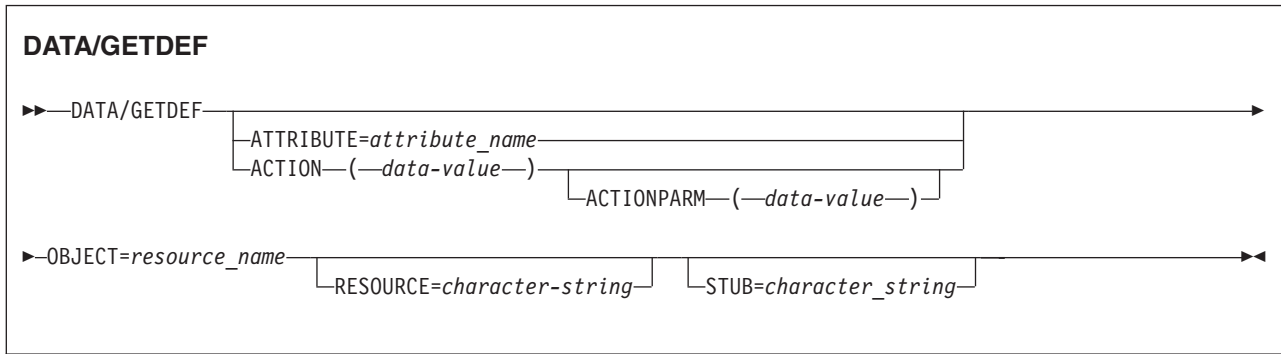 DATA/GETDEF
DATA/GETDEF
ATTRIBUTE=attribute_name
ACTION ( data-value )
ACTIONPARM ( data-value )
OBJECT=resource_name
RESOURCE=character-string
STUB=character_string